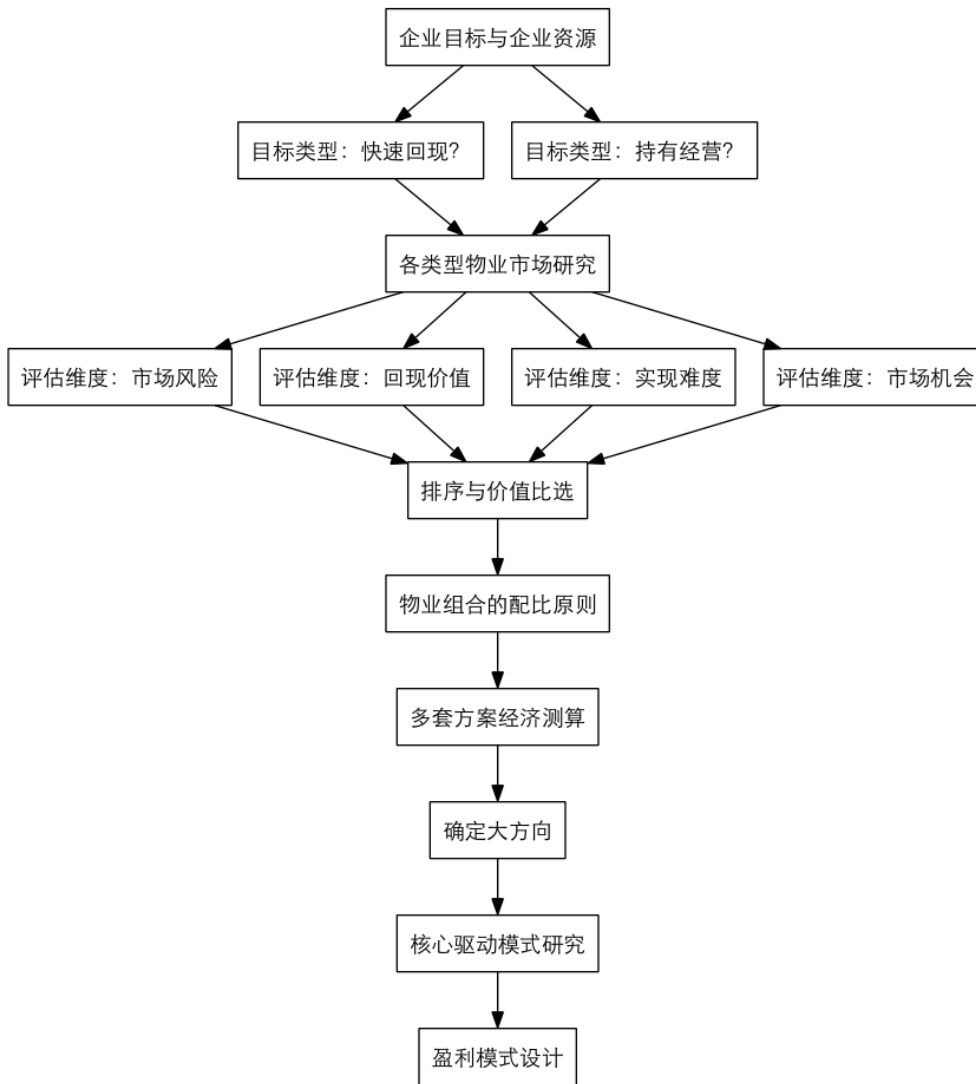 企业目标与企业资源
目标类型：快速回现？
目标类型：持有经营？
各类型物业市场研究
评估维度：市场风险
评估维度：回现价值
评估维度：实现难度
评估维度：市场机会
排序与价值比选
物业组合的配比原则
多套方案经济测算
确定大方向
核心驱动模式研究
盈利模式设计